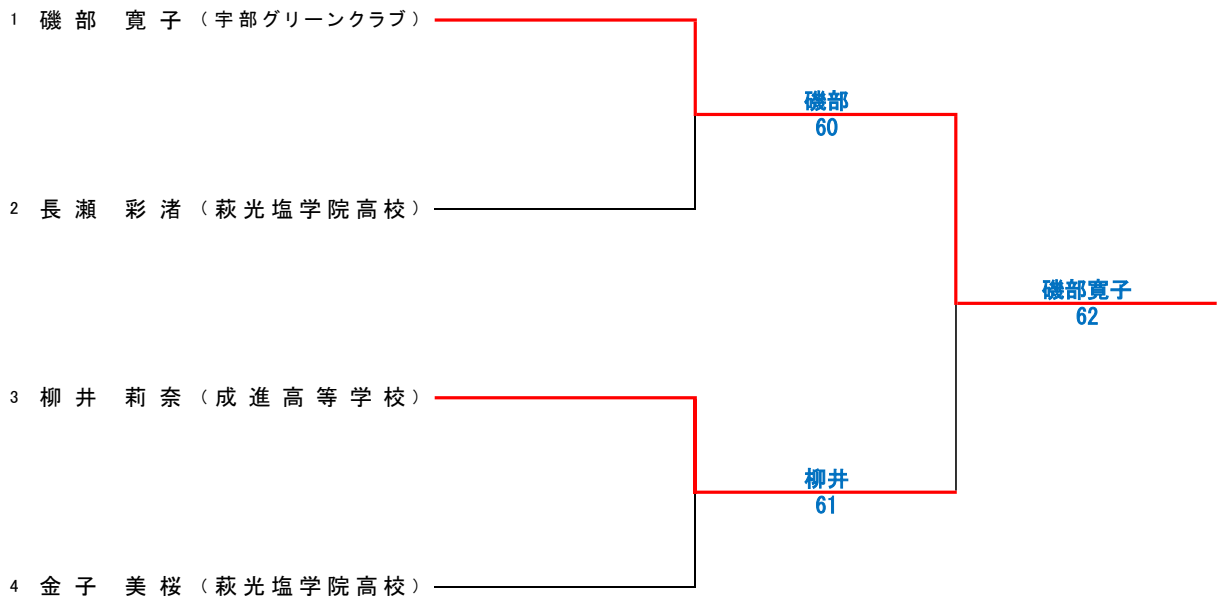 1 磯部 寛子（宇部グリーンクラブ）
磯部
60
2 長瀬 彩渚（萩光塩学院高校）
磯部寛子
62
3 柳井 莉奈（成進高等学校）
柳井
61
4 金子 美桜（萩光塩学院高校）